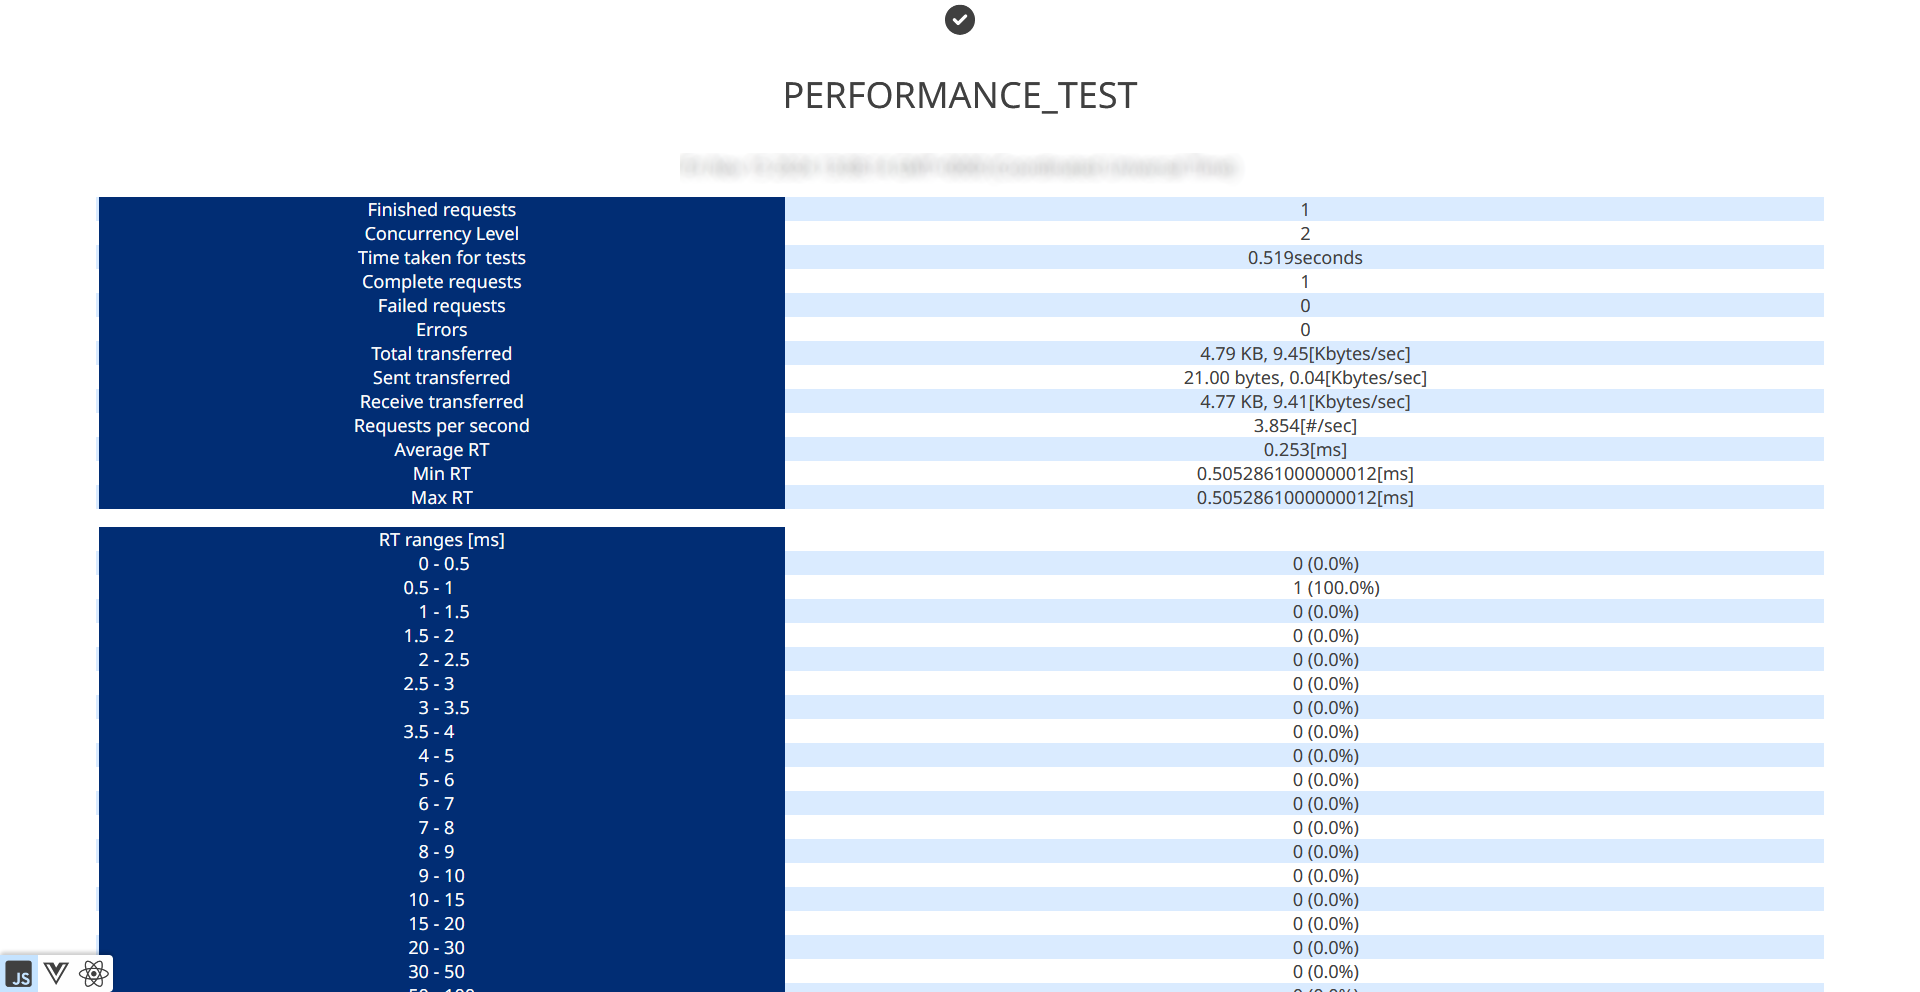 PERFORMANCE_TEST
Finished requests 1
Concurrency Level 2
Time taken for tests 0.519seconds
Complete requests 1
Failed requests 0
Errors 0
Total transferred 4.79 KB, 9.45[Kbytes/sec]
Sent transferred 21.00 bytes, 0.04[Kbytes/sec]
Receive transferred 4.77 KB, 9.41[Kbytes/sec]
Requests per second 3.854[#/sec]
Average RT 0.253[ms]
Min RT 0.5052861000000012[ms]
Max RT 0.5052861000000012[ms]
RT ranges [ms]
0 - 0.5 0 (0.0%)
0.5 - 1 1 (100.0%)
1 - 1.5 0 (0.0%)
1.5 - 2 0 (0.0%)
2 - 2.5 0 (0.0%)
2.5 - 3 0 (0.0%)
3 - 3.5 0 (0.0%)
3.5 - 4 0 (0.0%)
4 - 5 0 (0.0%)
5 - 6 0 (0.0%)
6 - 7 0 (0.0%)
7 - 8 0 (0.0%)
8 - 9 0 (0.0%)
9 - 10 0 (0.0%)
10 - 15 0 (0.0%)
15 - 20 0 (0.0%)
20 - 30 0 (0.0%)
30 - 50 0 (0.0%)
JS